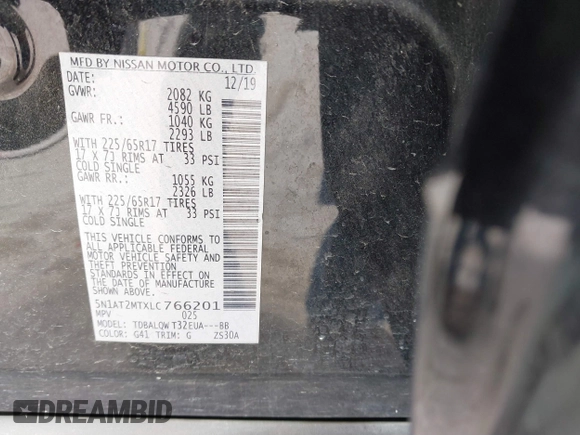 MFD BY NISSAN MOTOR CO., LTD.
DATE: 12/19
GVWR: 2082 KG
4590 LB
GAWR FR.: 1040 KG
2293 LB
WITH 225/65R17 TIRES
17 X 7J RIMS AT 33 PSI
COLD SINGLE
GAWR RR.: 1055 KG
2326 LB
WITH 225/65R17 TIRES
17 X 7J RIMS AT 33 PSI
COLD SINGLE
THIS VEHICLE CONFORMS TO
ALL APPLICABLE FEDERAL
MOTOR VEHICLE SAFETY AND
THEFT PREVENTION
STANDARDS IN EFFECT ON
THE DATE OF MANUFACTURE
SHOWN ABOVE.
5N1AT2MTXLC766201
MPV 025
MODEL: TDBALQW T32EUA---BB
COLOR: G41 TRIM: G ZS30A
DREAMBID